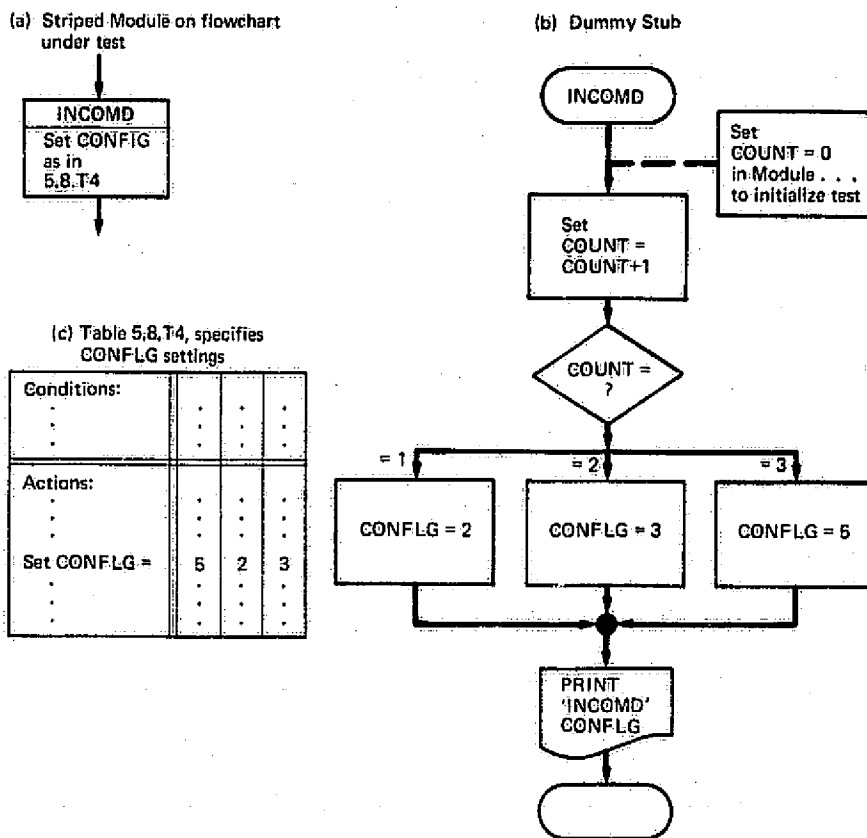 (a) Striped Module on flowchart
under test
INCOMD
Set CONFIG
as in
5.8.T4
(c) Table 5.8.T4, specifies
CONFLG settings
Conditions:
Actions:
Set CONFLG = 5 2 3
(b) Dummy Stub
INCOMD
Set
COUNT = 0
in Module . . .
to initialize test
Set
COUNT =
COUNT+1
COUNT =
?
= 1
= 2
= 3
CONFLG = 2
CONFLG = 3
CONFLG = 5
PRINT
'INCOMD'
CONFLG